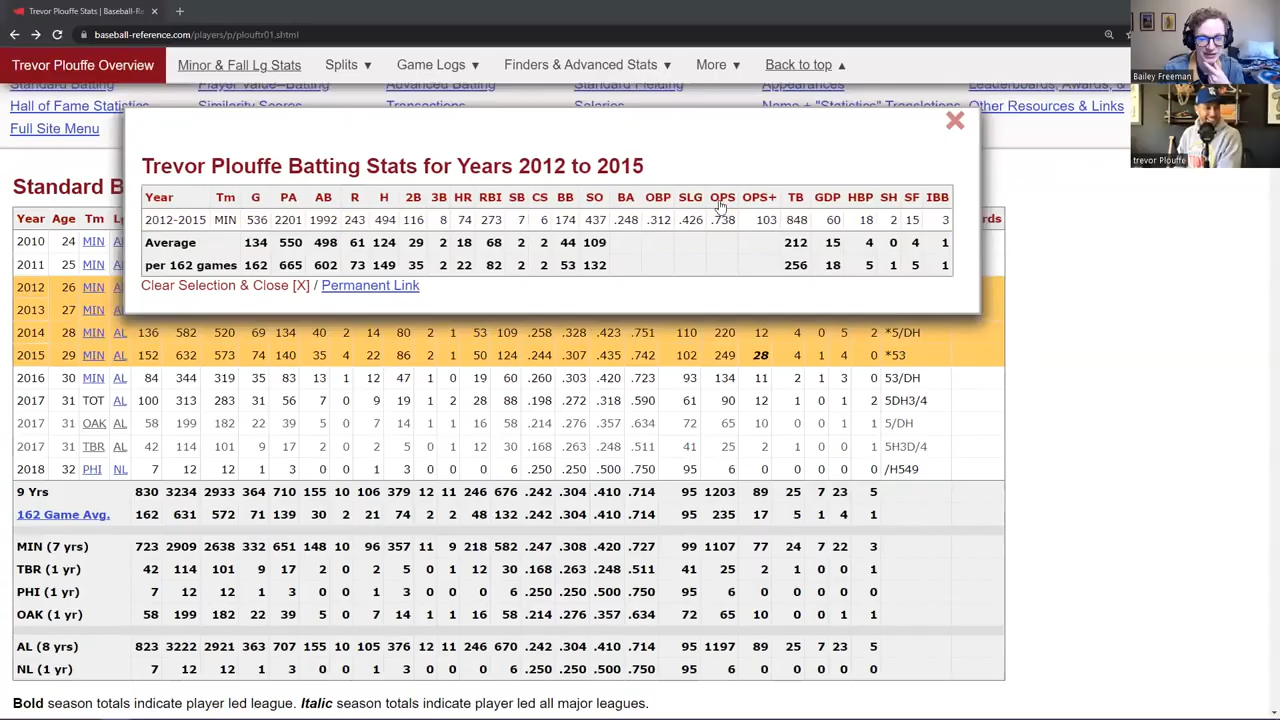 Trevor Plouffe Stats | Baseball-Re
baseball-reference.com/players/p/plouftr01.shtml
Trevor Plouffe Overview Minor & Fall Lg Stats Splits ▼ Game Logs ▼ Finders & Advanced Stats ▼ More ▼ Back to top ▲
Bailey Freeman
Standard Batting Player Value--Batting Advanced Batting Standard Fielding Appearances Leaderboards, Awards, &
Hall of Fame Statistics Similarity Scores Transactions Salaries Name + "Statistics" Translations Other Resources & Links
Full Site Menu
trevor Plouffe
Trevor Plouffe Batting Stats for Years 2012 to 2015
Year Tm G PA AB R H 2B 3B HR RBI SB CS BB SO BA OBP SLG OPS OPS+ TB GDP HBP SH SF IBB
2012-2015 MIN 536 2201 1992 243 494 116 8 74 273 7 6 174 437 .248 .312 .426 .738 103 848 60 18 2 15 3
Average 134 550 498 61 124 29 2 18 68 2 2 44 109 212 15 4 0 4 1
per 162 games 162 665 602 73 149 35 2 22 82 2 2 53 132 256 18 5 1 5 1
Clear Selection & Close [X] / Permanent Link
Standard B
Year Age Tm L rds
2010 24 MIN A
2011 25 MIN A
2012 26 MIN A
2013 27 MIN A
2014 28 MIN AL 136 582 520 69 134 40 2 14 80 2 1 53 109 .258 .328 .423 .751 110 220 12 4 0 5 2 *5/DH
2015 29 MIN AL 152 632 573 74 140 35 4 22 86 2 1 50 124 .244 .307 .435 .742 102 249 28 4 1 4 0 *53
2016 30 MIN AL 84 344 319 35 83 13 1 12 47 1 0 19 60 .260 .303 .420 .723 93 134 11 2 1 3 0 53/DH
2017 31 TOT AL 100 313 283 31 56 7 0 9 19 1 2 28 88 .198 .272 .318 .590 61 90 12 1 0 1 2 5DH3/4
2017 31 OAK AL 58 199 182 22 39 5 0 7 14 1 1 16 58 .214 .276 .357 .634 72 65 10 0 0 1 1 5/DH
2017 31 TBR AL 42 114 101 9 17 2 0 2 5 0 1 12 30 .168 .263 .248 .511 41 25 2 1 0 0 1 5H3D/4
2018 32 PHI NL 7 12 12 1 3 0 0 1 3 0 0 0 6 .250 .250 .500 .750 95 6 0 0 0 0 0 /H549
9 Yrs 830 3234 2933 364 710 155 10 106 379 12 11 246 676 .242 .304 .410 .714 95 1203 89 25 7 23 5
162 Game Avg. 162 631 572 71 139 30 2 21 74 2 2 48 132 .242 .304 .410 .714 95 235 17 5 1 4 1
MIN (7 yrs) 723 2909 2638 332 651 148 10 96 357 11 9 218 582 .247 .308 .420 .727 99 1107 77 24 7 22 3
TBR (1 yr) 42 114 101 9 17 2 0 2 5 0 1 12 30 .168 .263 .248 .511 41 25 2 1 0 0 1
PHI (1 yr) 7 12 12 1 3 0 0 1 3 0 0 0 6 .250 .250 .500 .750 95 6 0 0 0 0 0
OAK (1 yr) 58 199 182 22 39 5 0 7 14 1 1 16 58 .214 .276 .357 .634 72 65 10 0 0 1 1
AL (8 yrs) 823 3222 2921 363 707 155 10 105 376 12 11 246 670 .242 .304 .410 .714 95 1197 89 25 7 23 5
NL (1 yr) 7 12 12 1 3 0 0 1 3 0 0 0 6 .250 .250 .500 .750 95 6 0 0 0 0 0
Bold season totals indicate player led league. Italic season totals indicate player led all major leagues.